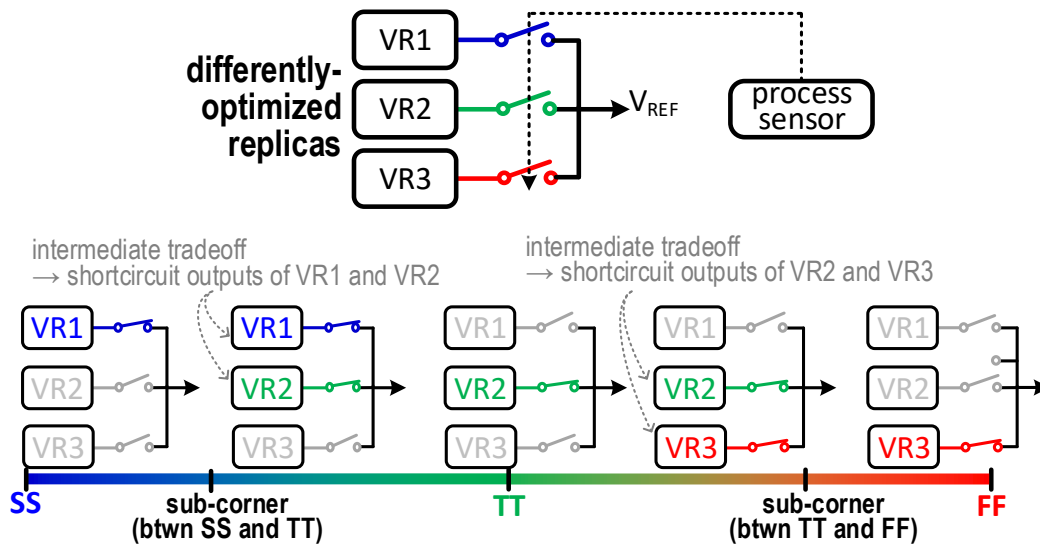 VR1
differently-
optimized
replicas
VR2
VR3
V_REF
process
sensor
intermediate tradeoff
→ shortcircuit outputs of VR1 and VR2
intermediate tradeoff
→ shortcircuit outputs of VR2 and VR3
VR1 VR1 VR1 VR1 VR1
VR2 VR2 VR2 VR2 VR2
VR3 VR3 VR3 VR3 VR3
SS TT FF
sub-corner
(btwn SS and TT)
sub-corner
(btwn TT and FF)